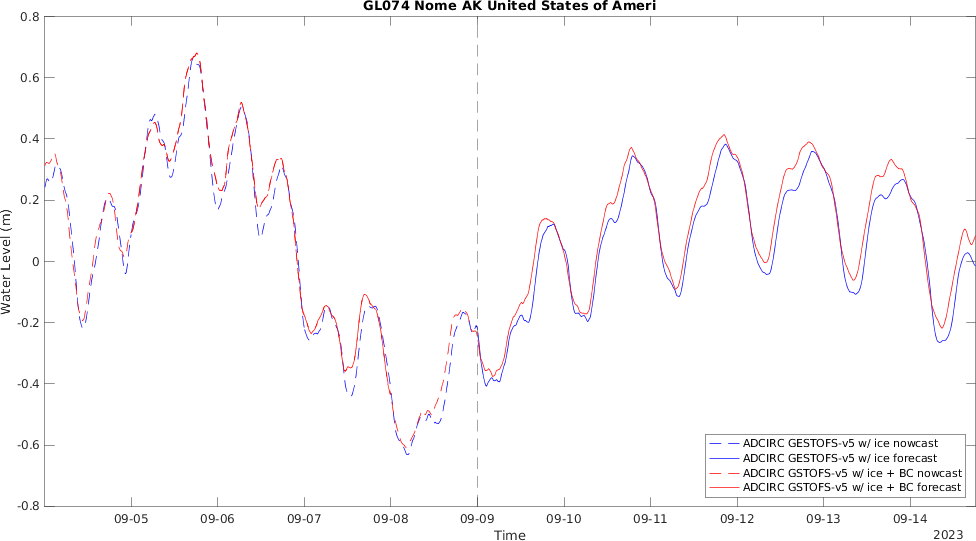 GL074 Nome AK United States of Ameri
0.8
0.6
0.4
0.2
0
-0.2
-0.4
-0.6
-0.8
Water Level (m)
09-05 09-06 09-07 09-08 09-09 09-10 09-11 09-12 09-13 09-14
Time
2023
ADCIRC GESTOFS-v5 w/ ice nowcast
ADCIRC GESTOFS-v5 w/ ice forecast
ADCIRC GSTOFS-v5 w/ ice + BC nowcast
ADCIRC GSTOFS-v5 w/ ice + BC forecast